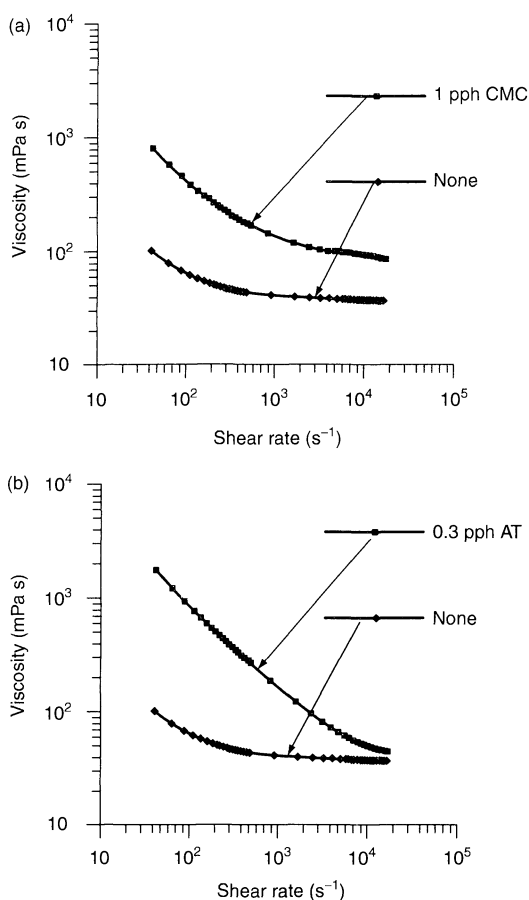 (a)
10⁴
10³
10²
10
Viscosity (mPa s)
1 pph CMC
None
10 10² 10³ 10⁴ 10⁵
Shear rate (s⁻¹)
(b)
10⁴
10³
10²
10
Viscosity (mPa s)
0.3 pph AT
None
10 10² 10³ 10⁴ 10⁵
Shear rate (s⁻¹)